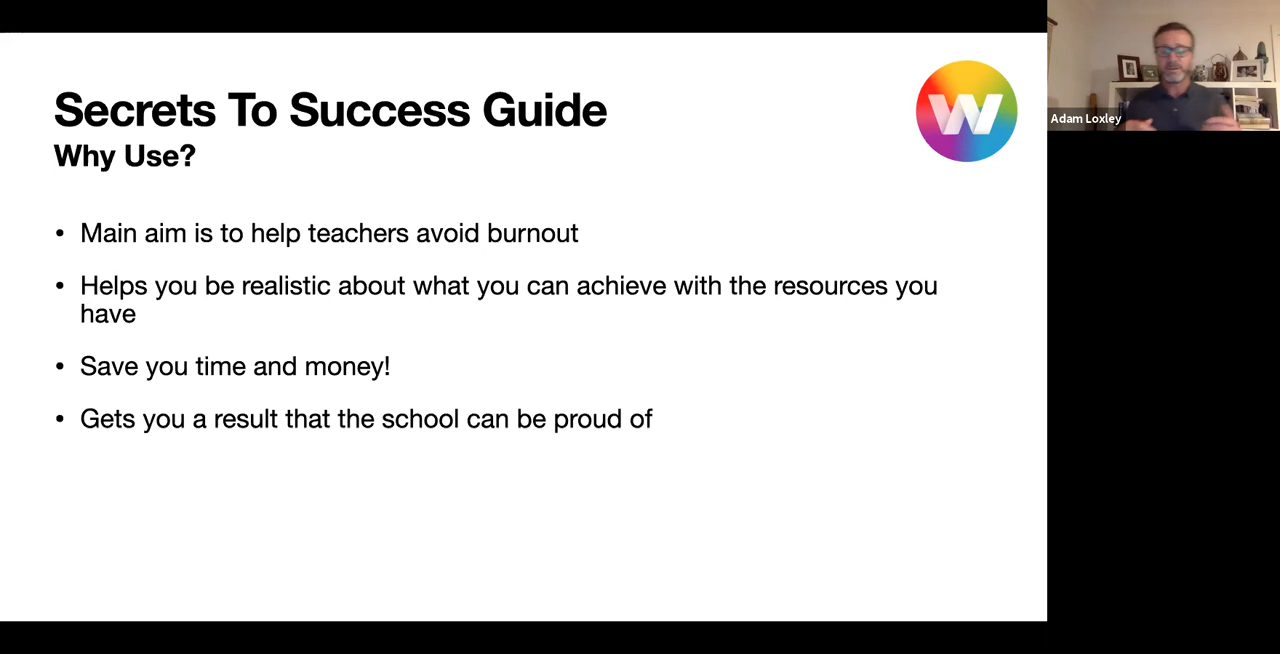 Secrets To Success Guide
Why Use?
W
• Main aim is to help teachers avoid burnout
• Helps you be realistic about what you can achieve with the resources you
have
• Save you time and money!
• Gets you a result that the school can be proud of
Adam Loxley